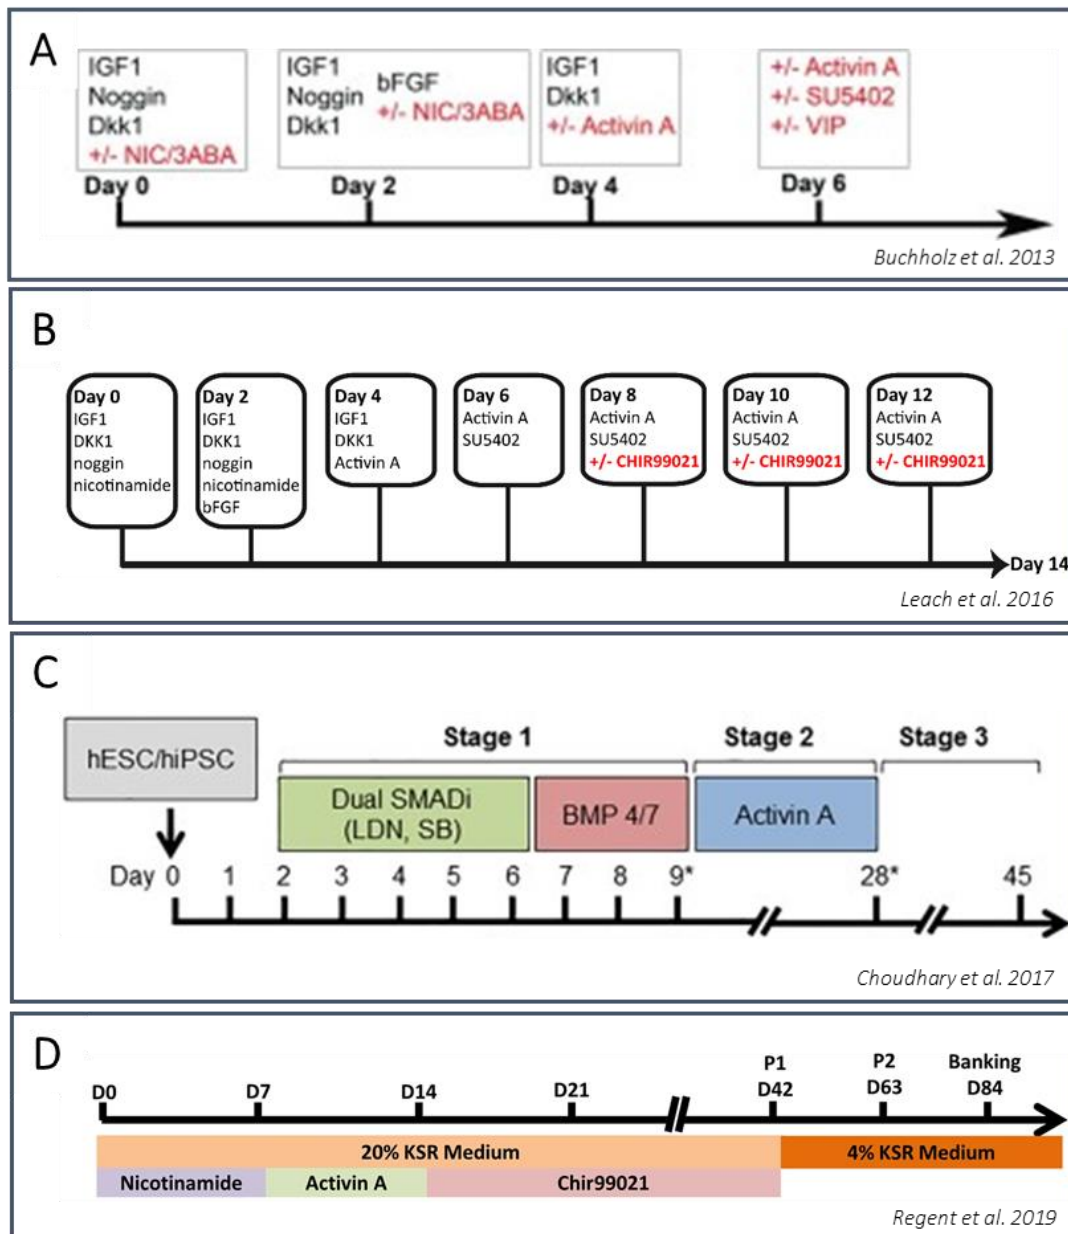 A
IGF1
Noggin
Dkk1
+/- NIC/3ABA
Day 0
IGF1
Noggin
Dkk1
bFGF
+/- NIC/3ABA
Day 2
IGF1
Dkk1
+/- Activin A
Day 4
+/- Activin A
+/- SU5402
+/- VIP
Day 6
Buchholz et al. 2013
B
Day 0
IGF1
DKK1
noggin
nicotinamide
Day 2
IGF1
DKK1
noggin
nicotinamide
bFGF
Day 4
IGF1
DKK1
Activin A
Day 6
Activin A
SU5402
Day 8
Activin A
SU5402
+/- CHIR99021
Day 10
Activin A
SU5402
+/- CHIR99021
Day 12
Activin A
SU5402
+/- CHIR99021
Day 14
Leach et al. 2016
C
hESC/hiPSC
Stage 1 Stage 2 Stage 3
Dual SMADi
(LDN, SB)
BMP 4/7
Activin A
Day 0 1 2 3 4 5 6 7 8 9* 28* 45
Choudhary et al. 2017
D
P1 P2 Banking
D0 D7 D14 D21 D42 D63 D84
20% KSR Medium 4% KSR Medium
Nicotinamide Activin A Chir99021
Regent et al. 2019